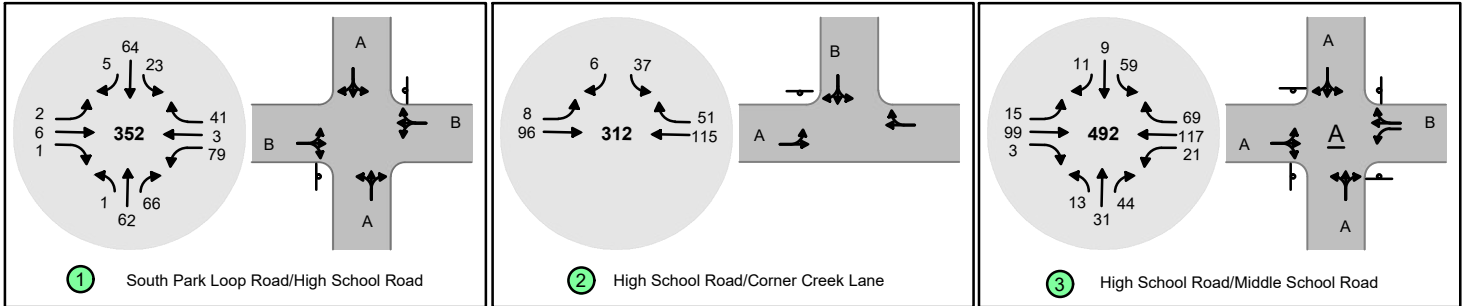 64
5 23
2 41
6 352 3
1 79
1 66
62
A
B
B
A
1 South Park Loop Road/High School Road
6 37
8 51
96 312 115
B
A
2 High School Road/Corner Creek Lane
9
11 59
15 69
99 492 117
3 21
13 44
31
A
B
A
A
A
3 High School Road/Middle School Road